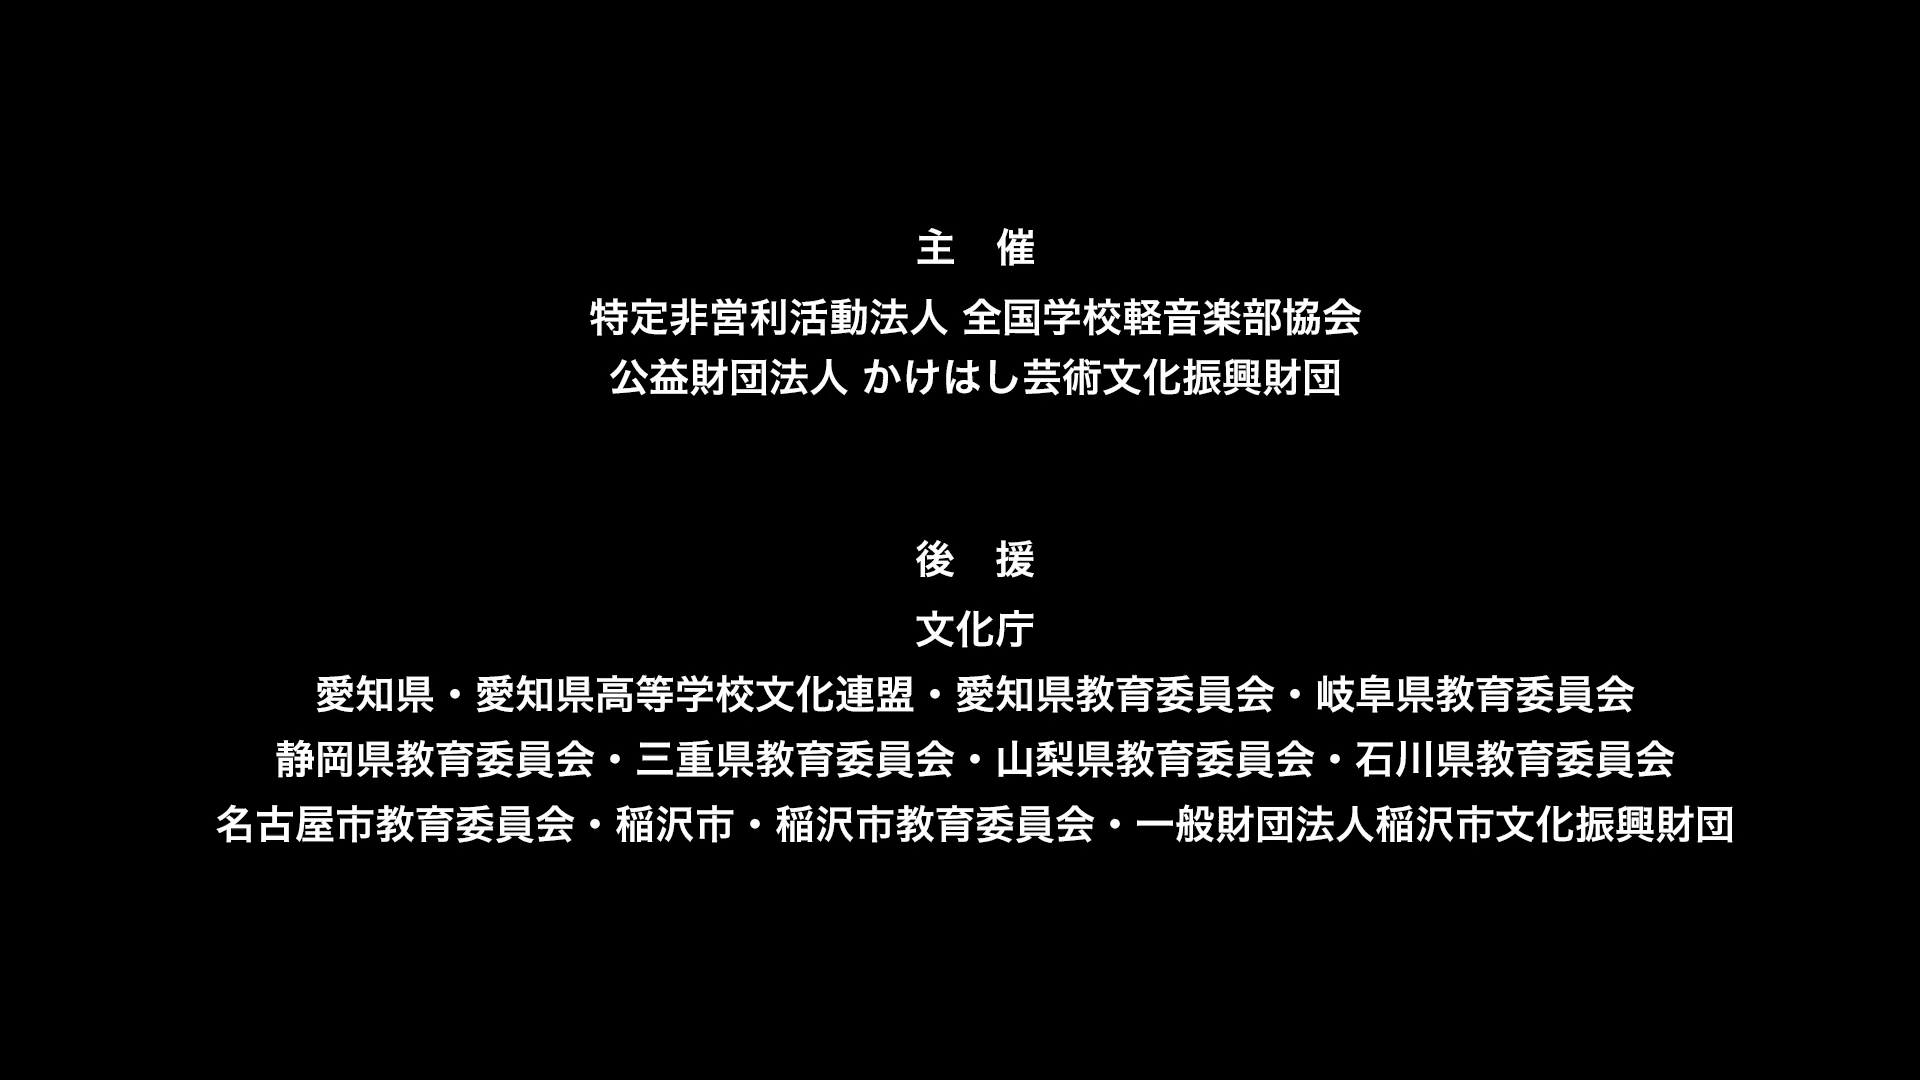 主　催
特定非営利活動法人 全国学校軽音楽部協会
公益財団法人 かけはし芸術文化振興財団
後　援
文化庁
愛知県・愛知県高等学校文化連盟・愛知県教育委員会・岐阜県教育委員会
静岡県教育委員会・三重県教育委員会・山梨県教育委員会・石川県教育委員会
名古屋市教育委員会・稲沢市・稲沢市教育委員会・一般財団法人稲沢市文化振興財団